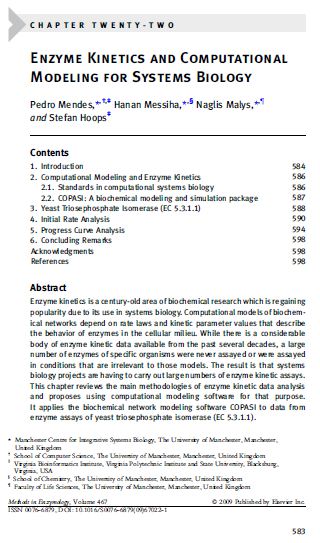 CHAPTER TWENTY-TWO
Enzyme Kinetics and Computational
Modeling for Systems Biology
Pedro Mendes,*,†,‡ Hanan Messiha,*,§ Naglis Malys,*,¶
and Stefan Hoops‡
Contents
1. Introduction 584
2. Computational Modeling and Enzyme Kinetics 586
2.1. Standards in computational systems biology 586
2.2. COPASI: A biochemical modeling and simulation package 587
3. Yeast Triosephosphate Isomerase (EC 5.3.1.1) 588
4. Initial Rate Analysis 590
5. Progress Curve Analysis 594
6. Concluding Remarks 598
Acknowledgments 598
References 598
Abstract
Enzyme kinetics is a century-old area of biochemical research which is regaining
popularity due to its use in systems biology. Computational models of biochem-
ical networks depend on rate laws and kinetic parameter values that describe
the behavior of enzymes in the cellular milieu. While there is a considerable
body of enzyme kinetic data available from the past several decades, a large
number of enzymes of specific organisms were never assayed or were assayed
in conditions that are irrelevant to those models. The result is that systems
biology projects are having to carry out large numbers of enzyme kinetic assays.
This chapter reviews the main methodologies of enzyme kinetic data analysis
and proposes using computational modeling software for that purpose.
It applies the biochemical network modeling software COPASI to data from
enzyme assays of yeast triosephosphate isomerase (EC 5.3.1.1).
* Manchester Centre for Integrative Systems Biology, The University of Manchester, Manchester,
United Kingdom
† School of Computer Science, The University of Manchester, Manchester, United Kingdom
‡ Virginia Bioinformatics Institute, Virginia Polytechnic Institute and State University, Blacksburg,
Virginia, USA
§ School of Chemistry, The University of Manchester, Manchester, United Kingdom
¶ Faculty of Life Sciences, The University of Manchester, Manchester, United Kingdom
Methods in Enzymology, Volume 467 © 2009 Published by Elsevier Inc.
ISSN 0076-6879, DOI: 10.1016/S0076-6879(09)67022-1
583